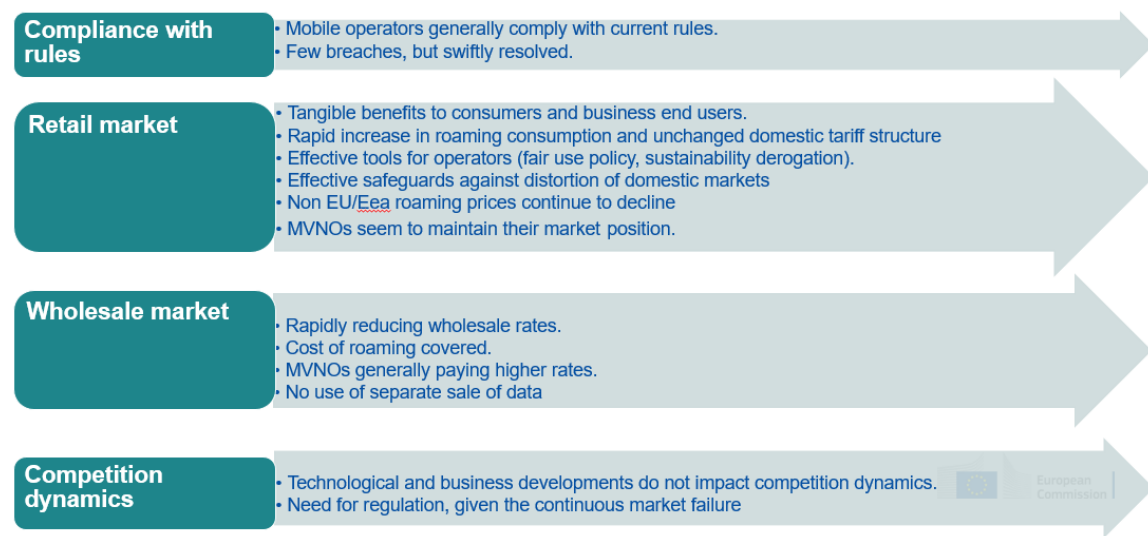 Compliance with
rules
• Mobile operators generally comply with current rules.
• Few breaches, but swiftly resolved.
Retail market
• Tangible benefits to consumers and business end users.
• Rapid increase in roaming consumption and unchanged domestic tariff structure
• Effective tools for operators (fair use policy, sustainability derogation).
• Effective safeguards against distortion of domestic markets
• Non EU/Eea roaming prices continue to decline
• MVNOs seem to maintain their market position.
Wholesale market
• Rapidly reducing wholesale rates.
• Cost of roaming covered.
• MVNOs generally paying higher rates.
• No use of separate sale of data
Competition
dynamics
• Technological and business developments do not impact competition dynamics.
• Need for regulation, given the continuous market failure
European
Commission